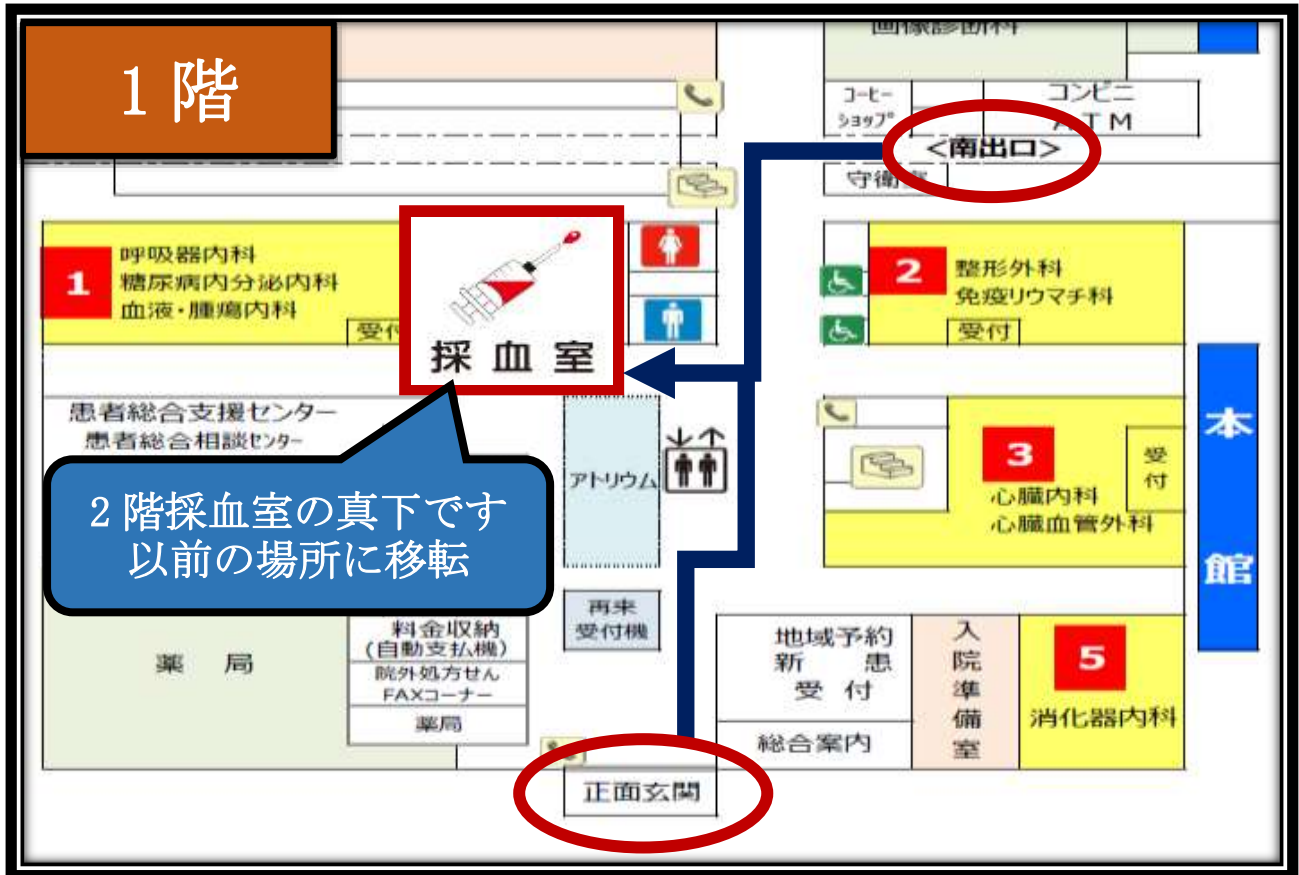 1階
画像診断科
コーヒー
ショップ
コンビニ
ATM
<南出口>
守衛室
1
呼吸器内科
糖尿病内分泌内科
血液・腫瘍内科
受付
採血室
2
整形外科
免疫リウマチ科
受付
患者総合支援センター
患者総合相談センター
2階採血室の真下です
以前の場所に移転
アトリウム
3
心臓内科
心臓血管外科
受付
本館
再来
受付機
料金収納
(自動支払機)
院外処方せん
FAXコーナー
薬局
薬局
地域予約
新患
受付
総合案内
入院準備室
5
消化器内科
正面玄関